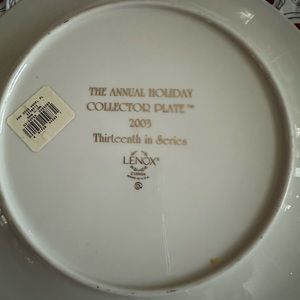 THE ANNUAL HOLIDAY
COLLECTOR PLATE™
2003
Thirteenth in Series
LENOX®